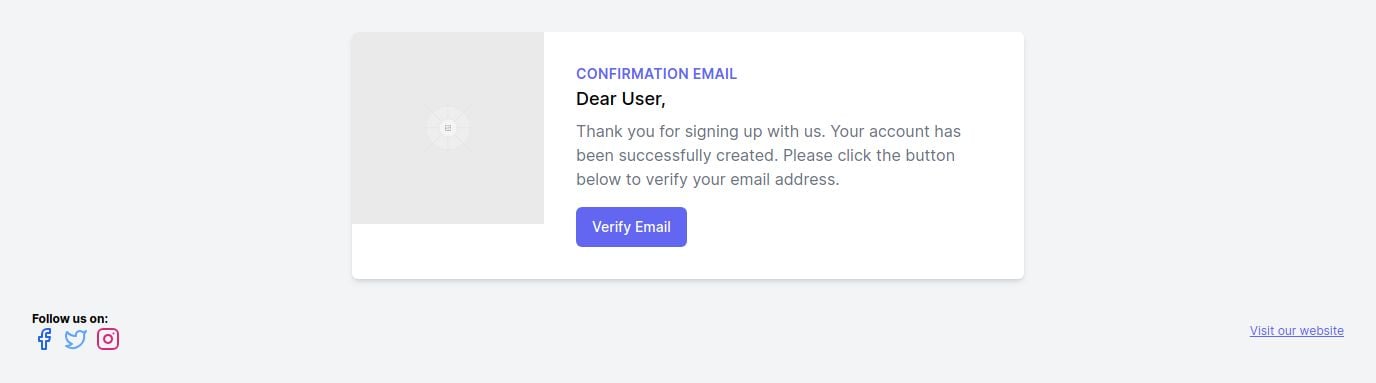 CONFIRMATION EMAIL
Dear User,
Thank you for signing up with us. Your account has
been successfully created. Please click the button
below to verify your email address.
Verify Email
Follow us on:
Visit our website